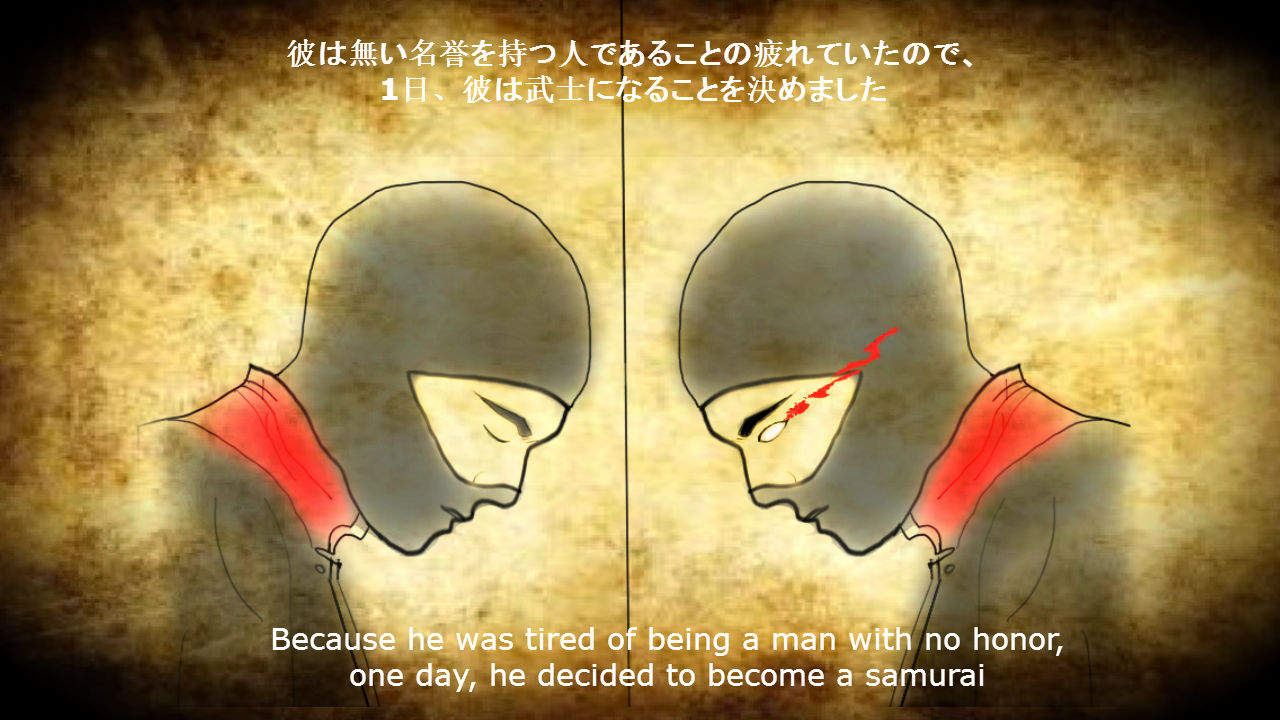 彼は無い名誉を持つ人であることの疲れていたので、
1日、彼は武士になることを決めました
Because he was tired of being a man with no honor,
one day, he decided to become a samurai